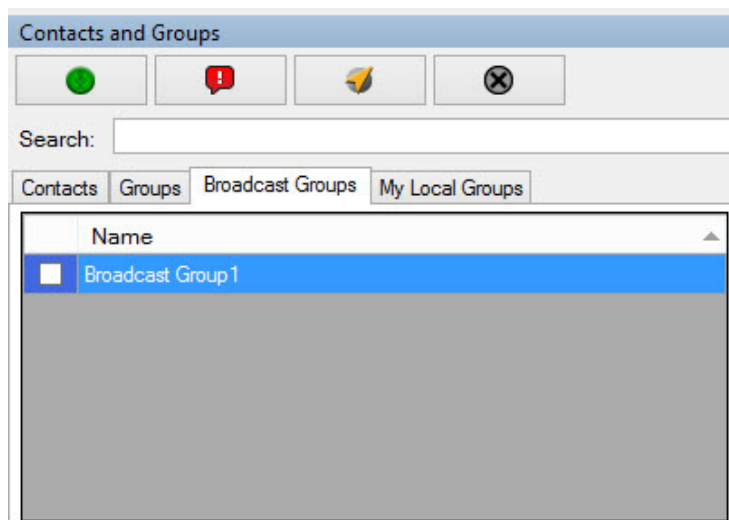 Contacts and Groups
Search:
Contacts Groups Broadcast Groups My Local Groups
Name
Broadcast Group1